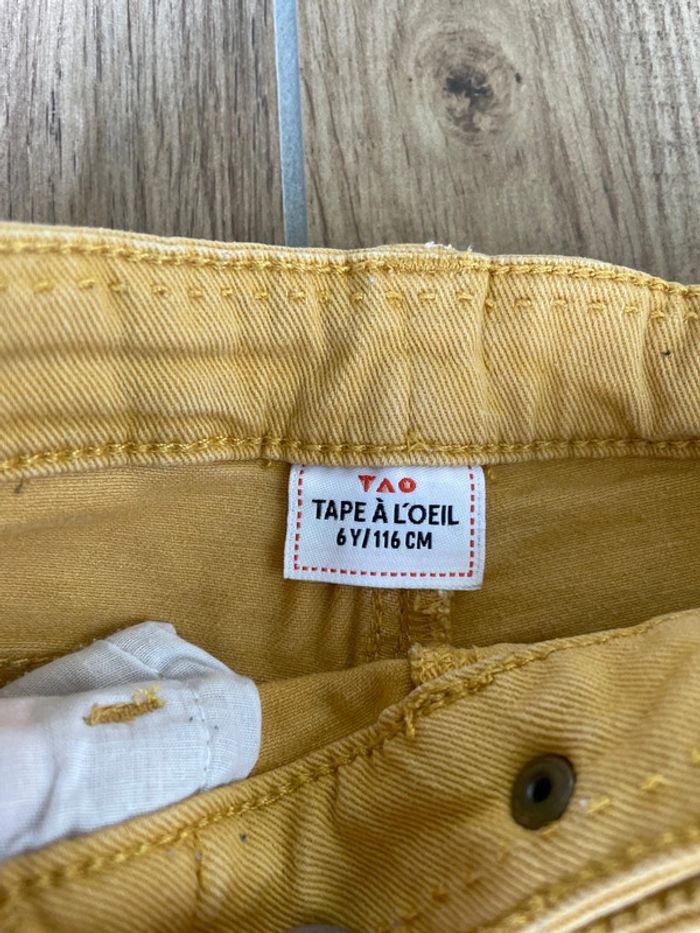 TAO
TAPE À L'OEIL
6Y/116 CM